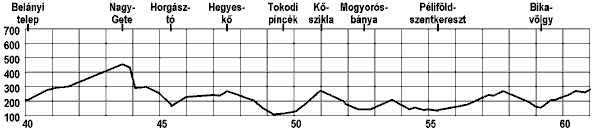 Belányi Nagy- Horgász- Hegyes- Tokodi Kő- Mogyorós- Péliföld- Bika-
telep Gete tó kő pincék szikla bánya szentkereszt völgy
700
600
500
400
300
200
100
40 45 50 55 60